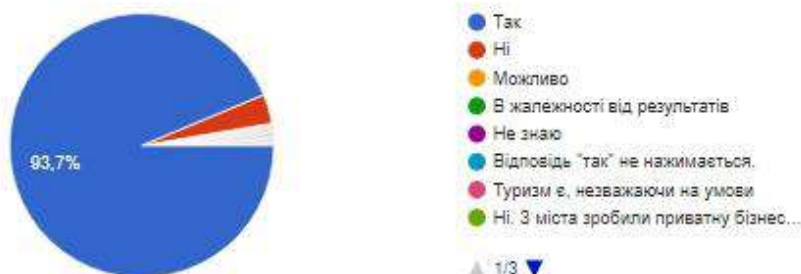 93,7%
Так
Ні
Можливо
В жалежності від результатів
Не знаю
Відповідь "так" не нажимається.
Туризм є, незважаючи на умови
Ні. З міста зробили приватну бізнес...
1/3